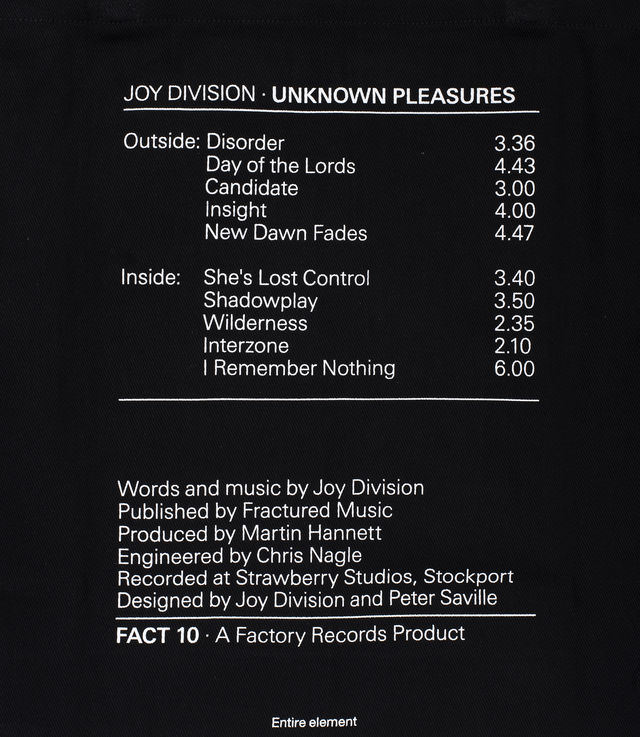 JOY DIVISION · UNKNOWN PLEASURES
Outside: Disorder 3.36
Day of the Lords 4.43
Candidate 3.00
Insight 4.00
New Dawn Fades 4.47
Inside: She's Lost Control 3.40
Shadowplay 3.50
Wilderness 2.35
Interzone 2.10
I Remember Nothing 6.00
Words and music by Joy Division
Published by Fractured Music
Produced by Martin Hannett
Engineered by Chris Nagle
Recorded at Strawberry Studios, Stockport
Designed by Joy Division and Peter Saville
FACT 10 · A Factory Records Product
Entire element